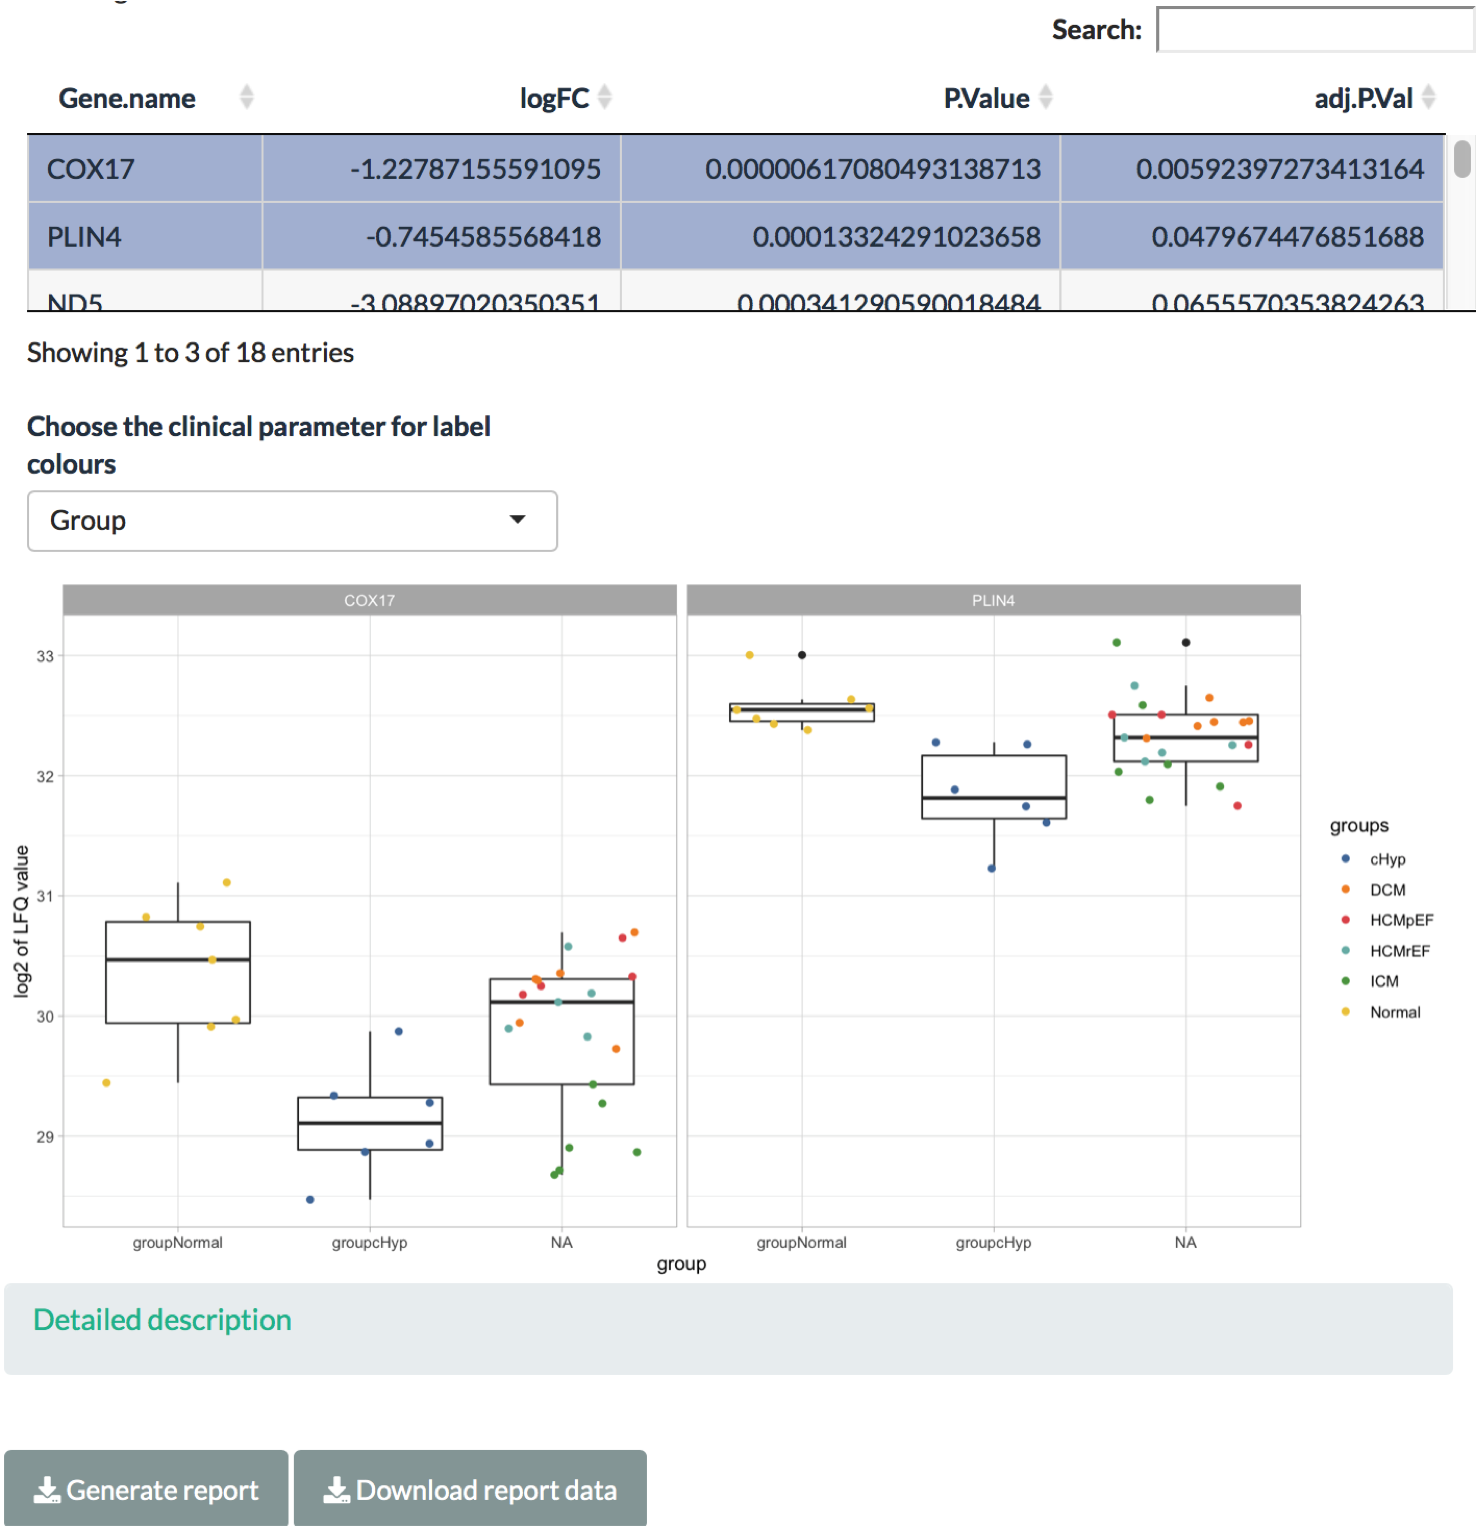 Search:
Gene.name logFC P.Value adj.P.Val
COX17 -1.22787155591095 0.00000617080493138713 0.00592397273413164
PLIN4 -0.7454585568418 0.00013324291023658 0.0479674476851688
ND5 -3.08897020350351 0.000341290590018484 0.0655570353824263
Showing 1 to 3 of 18 entries
Choose the clinical parameter for label
colours
Group
COX17 PLIN4
33
32
31
30
29
log2 of LFQ value
groupNormal groupcHyp NA groupNormal groupcHyp NA
group
groups
cHyp
DCM
HCMpEF
HCMrEF
ICM
Normal
Detailed description
Generate report Download report data